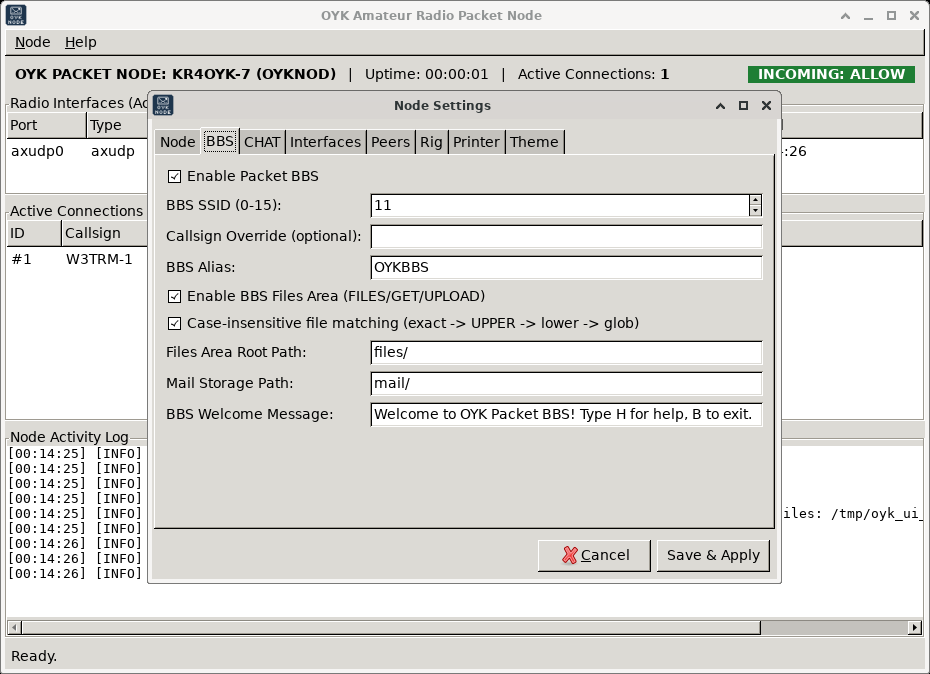 OYK Amateur Radio Packet Node
Node Help
OYK PACKET NODE: KR4OYK-7 (OYKNOD) | Uptime: 00:00:01 | Active Connections: 1
INCOMING: ALLOW
Radio Interfaces (Ac
Port Type
axudp0 axudp
:26
Active Connections
ID Callsign
#1 W3TRM-1
Node Settings
Node BBS CHAT Interfaces Peers Rig Printer Theme
Enable Packet BBS
BBS SSID (0-15): 11
Callsign Override (optional):
BBS Alias: OYKBBS
Enable BBS Files Area (FILES/GET/UPLOAD)
Case-insensitive file matching (exact -> UPPER -> lower -> glob)
Files Area Root Path: files/
Mail Storage Path: mail/
BBS Welcome Message: Welcome to OYK Packet BBS! Type H for help, B to exit.
Cancel Save & Apply
Node Activity Log
[00:14:25] [INFO]
[00:14:25] [INFO]
[00:14:25] [INFO]
[00:14:25] [INFO]
[00:14:25] [INFO] iles: /tmp/oyk_ui_
[00:14:25] [INFO]
[00:14:26] [INFO]
[00:14:26] [INFO]
[00:14:26] [INFO]
Ready.